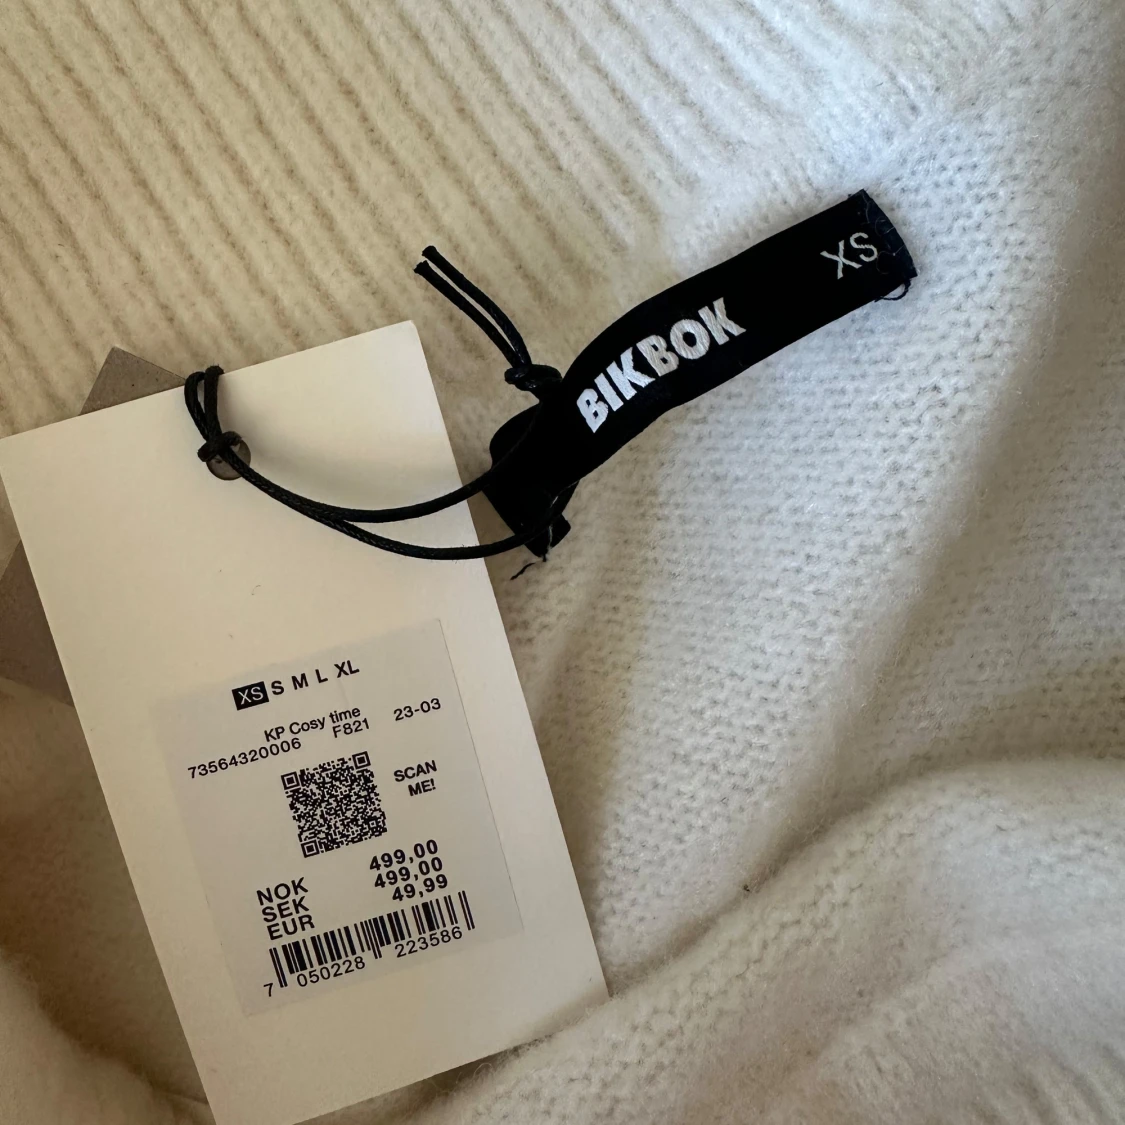 BIKBOK XS
XS S M L XL
KP Cosy time 23-03
73564320006 F821
SCAN
ME!
NOK 499,00
SEK 499,00
EUR 49,99
7 050228 223586